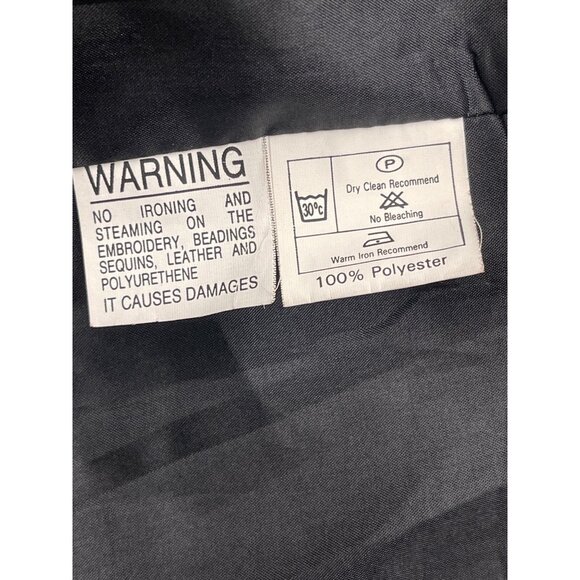 WARNING
NO IRONING AND
STEAMING ON THE
EMBROIDERY, BEADINGS
SEQUINS, LEATHER AND
POLYURETHENE
IT CAUSES DAMAGES
30°c
P
Dry Clean Recommend
No Bleaching
Warm Iron Recommend
100% Polyester